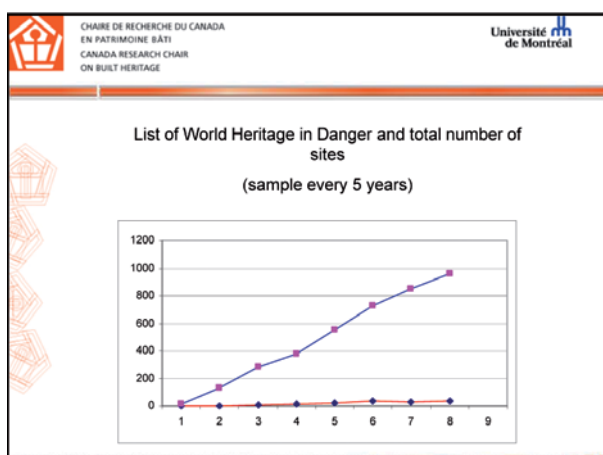 CHAIRE DE RECHERCHE DU CANADA
EN PATRIMOINE BÂTI
CANADA RESEARCH CHAIR
ON BUILT HERITAGE
Université
de Montréal
List of World Heritage in Danger and total number of
sites
(sample every 5 years)
1200
1000
800
600
400
200
0
1 2 3 4 5 6 7 8 9